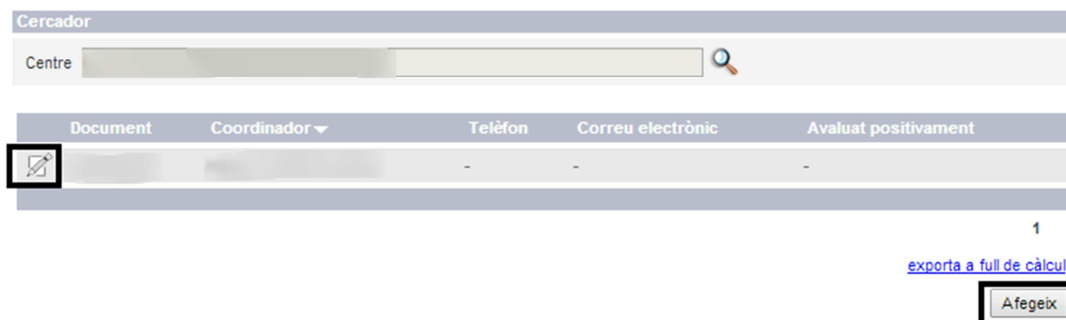 Cercador
Centre
Document Coordinador Telèfon Correu electrònic Avaluat positivament
- - -
1
exporta a full de càlcul
Afegeix